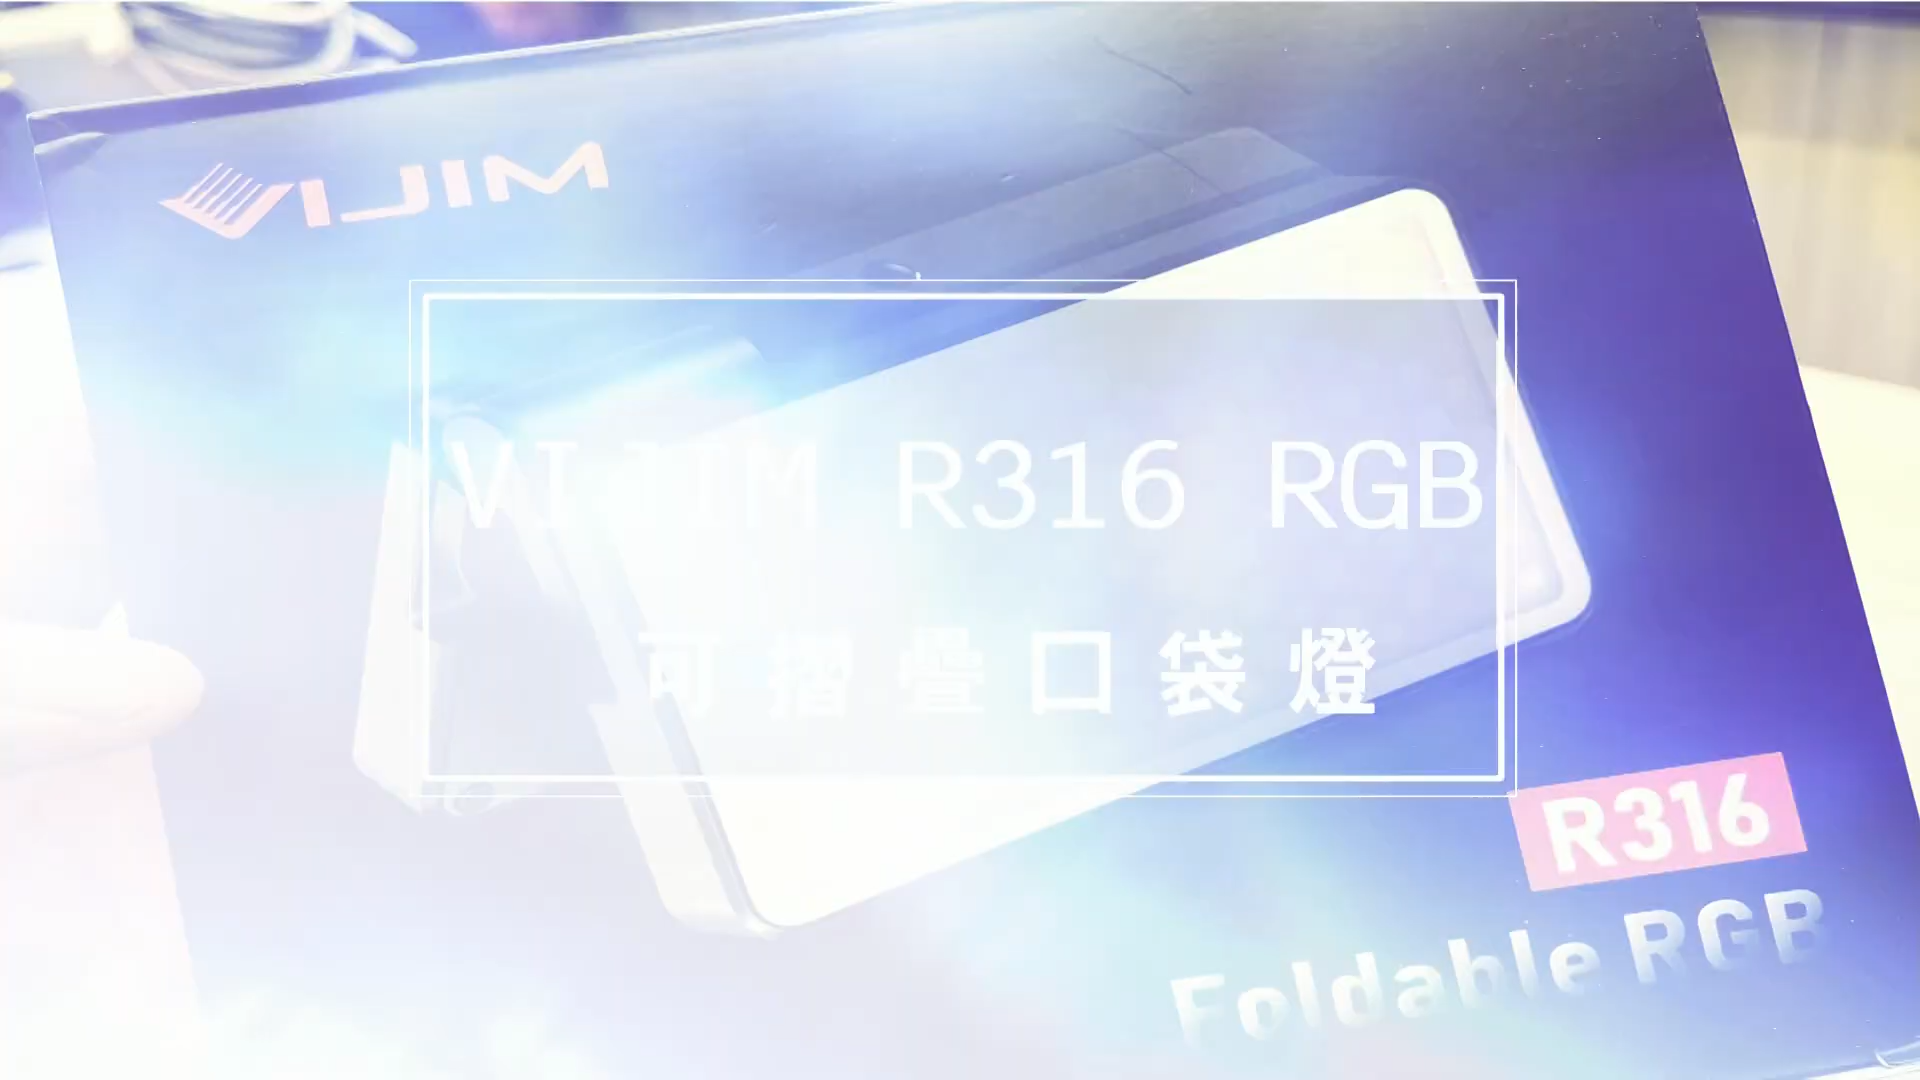 VIJIM
VIJIM R316 RGB
可摺疊口袋燈
R316
Foldable RGB